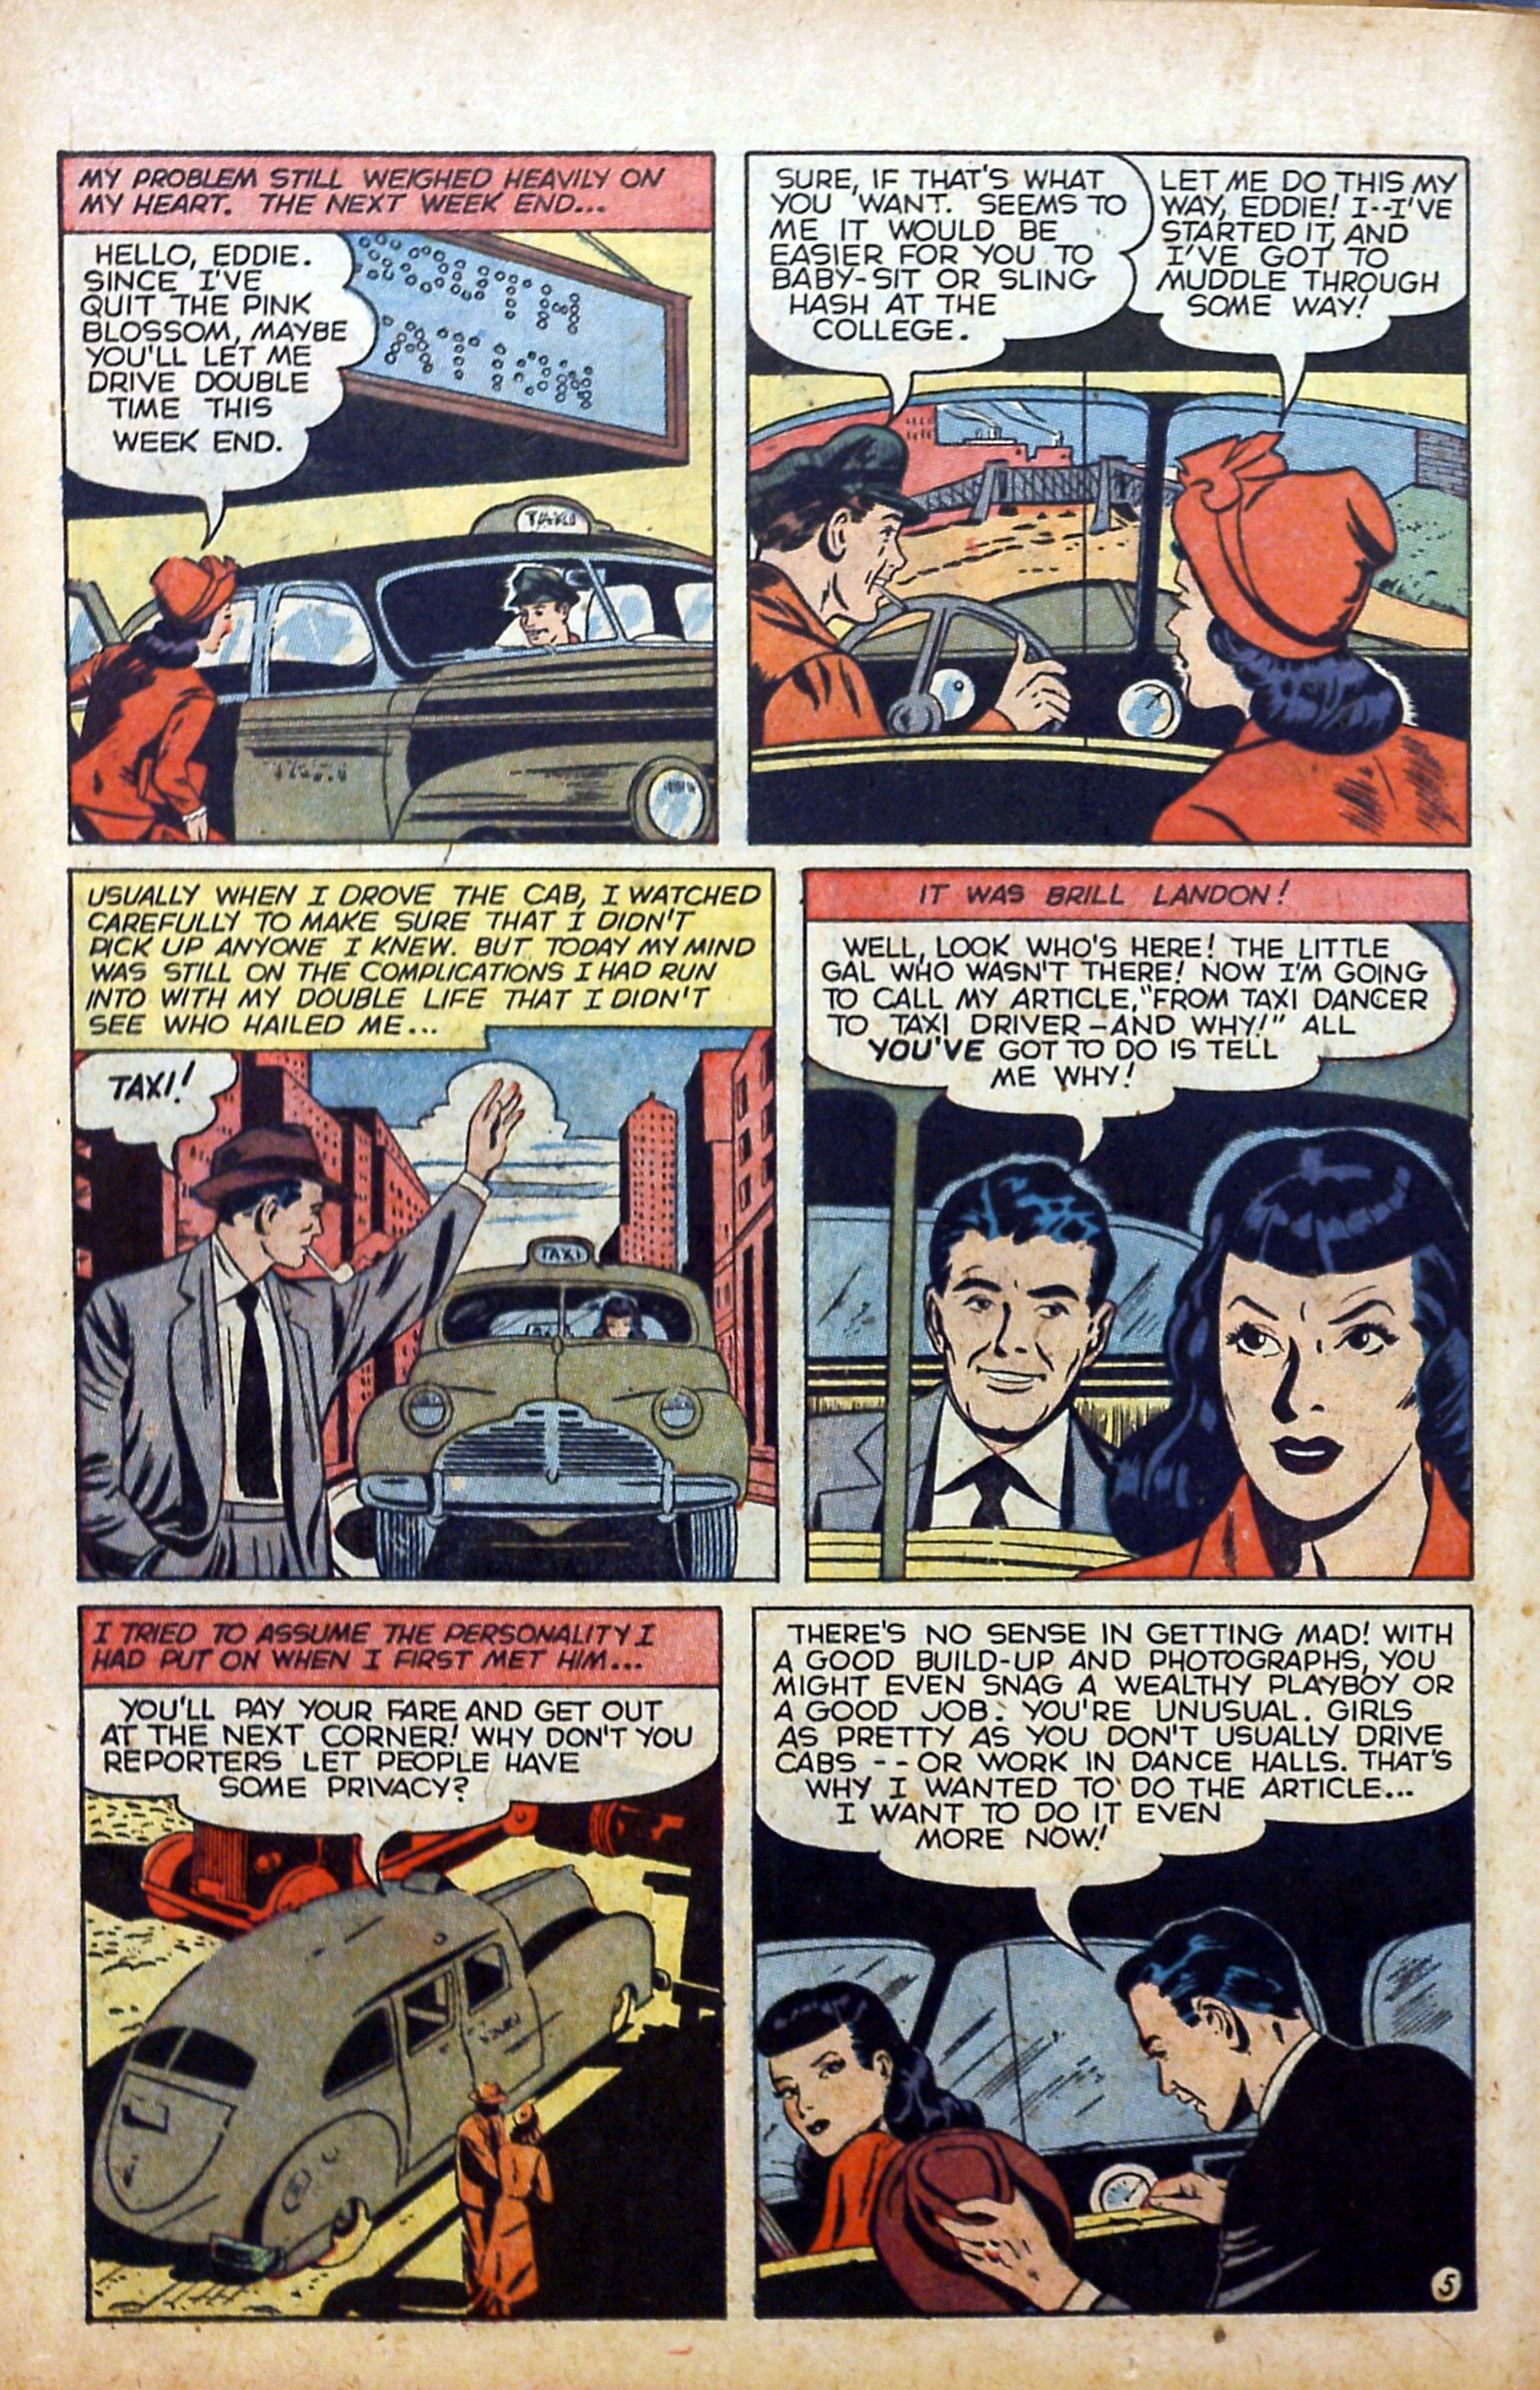 MY PROBLEM STILL WEIGHED HEAVILY ON
MY HEART. THE NEXT WEEK END...
HELLO, EDDIE.
SINCE I'VE
QUIT THE PINK
BLOSSOM, MAYBE
YOU'LL LET ME
DRIVE DOUBLE
TIME THIS
WEEK END.
SOUTH
STATION
TAXI
SURE, IF THAT'S WHAT
YOU WANT. SEEMS TO
ME IT WOULD BE
EASIER FOR YOU TO
BABY-SIT OR SLING
HASH AT THE
COLLEGE.
LET ME DO THIS MY
WAY, EDDIE! I--I'VE
STARTED IT, AND
I'VE GOT TO
MUDDLE THROUGH
SOME WAY!
USUALLY WHEN I DROVE THE CAB, I WATCHED
CAREFULLY TO MAKE SURE THAT I DIDN'T
PICK UP ANYONE I KNEW. BUT TODAY MY MIND
WAS STILL ON THE COMPLICATIONS I HAD RUN
INTO WITH MY DOUBLE LIFE THAT I DIDN'T
SEE WHO HAILED ME...
TAXI!
TAXI
IT WAS BRILL LANDON!
WELL, LOOK WHO'S HERE! THE LITTLE
GAL WHO WASN'T THERE! NOW I'M GOING
TO CALL MY ARTICLE, "FROM TAXI DANCER
TO TAXI DRIVER-AND WHY!" ALL
YOU'VE GOT TO DO IS TELL
ME WHY!
I TRIED TO ASSUME THE PERSONALITY I
HAD PUT ON WHEN I FIRST MET HIM...
YOU'LL PAY YOUR FARE AND GET OUT
AT THE NEXT CORNER! WHY DON'T YOU
REPORTERS LET PEOPLE HAVE
SOME PRIVACY?
THERE'S NO SENSE IN GETTING MAD! WITH
A GOOD BUILD-UP AND PHOTOGRAPHS, YOU
MIGHT EVEN SNAG A WEALTHY PLAYBOY OR
A GOOD JOB. YOU'RE UNUSUAL. GIRLS
AS PRETTY AS YOU DON'T USUALLY DRIVE
CABS -- OR WORK IN DANCE HALLS. THAT'S
WHY I WANTED TO DO THE ARTICLE...
I WANT TO DO IT EVEN
MORE NOW!
5